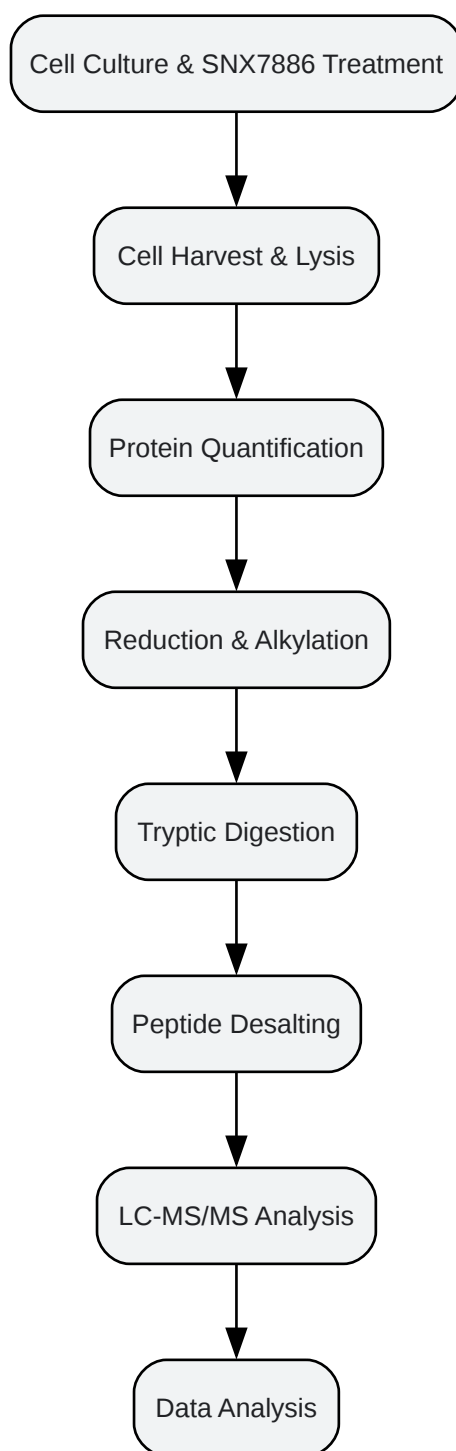 Cell Culture & SNX7886 Treatment
Cell Harvest & Lysis
Protein Quantification
Reduction & Alkylation
Tryptic Digestion
Peptide Desalting
LC-MS/MS Analysis
Data Analysis